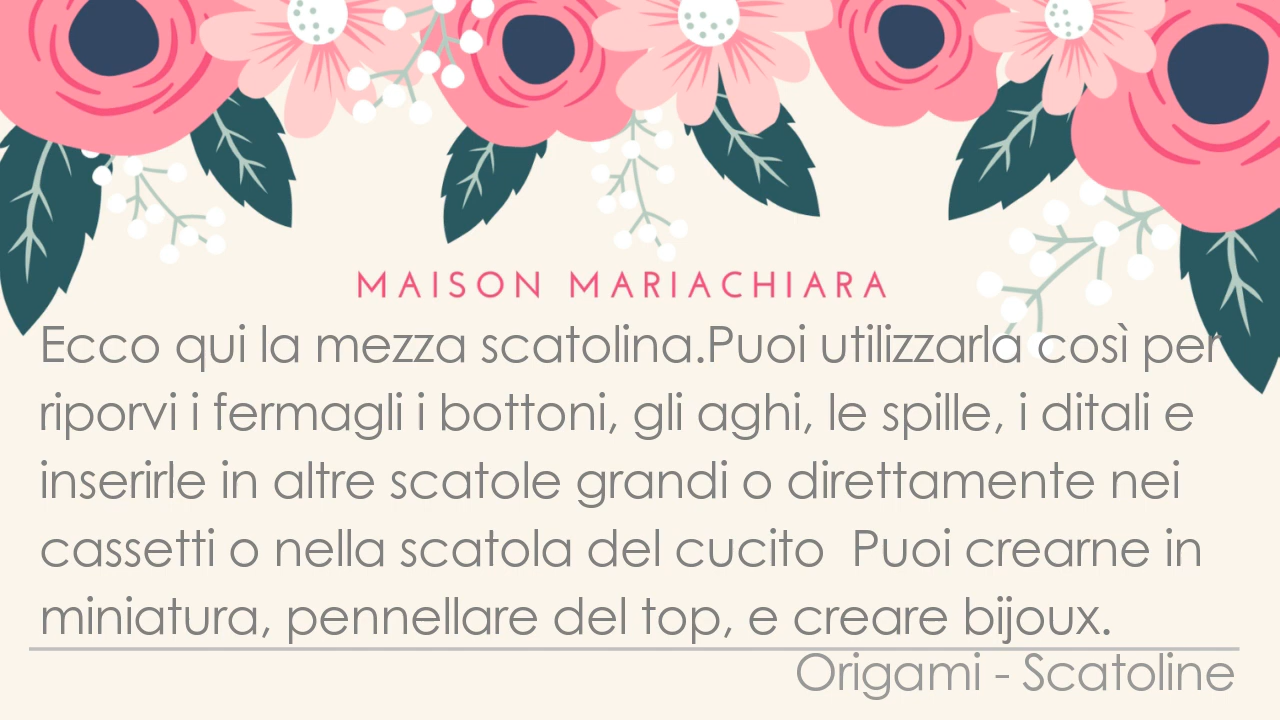 MAISON MARIACHIARA
Ecco qui la mezza scatolina.Puoi utilizzarla così per
riporvi i fermagli i bottoni, gli aghi, le spille, i ditali e
inserirle in altre scatole grandi o direttamente nei
cassetti o nella scatola del cucito  Puoi crearne in
miniatura, pennellare del top, e creare bijoux.
Origami - Scatoline